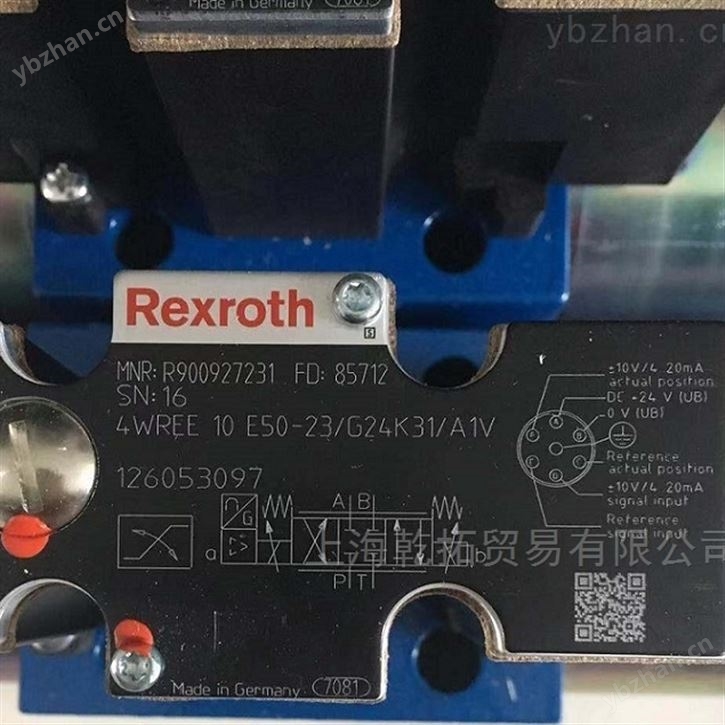 Made in Germany 7081
ybzhan.cn
ybzhan.cn
Rexroth
MNR: R900927231 FD: 85712
SN: 16
4WREE 10 E50-23/G24K31/A1V
126053097
±10V/4 20mA
actual position
DC =24 V (UB)
0 V (UB)
Reference
actual position
±10V/4 20mA
signal input
Reference
signal input
A B
a
b
P T
上海乾拓贸易有限公司
Made in Germany 7081